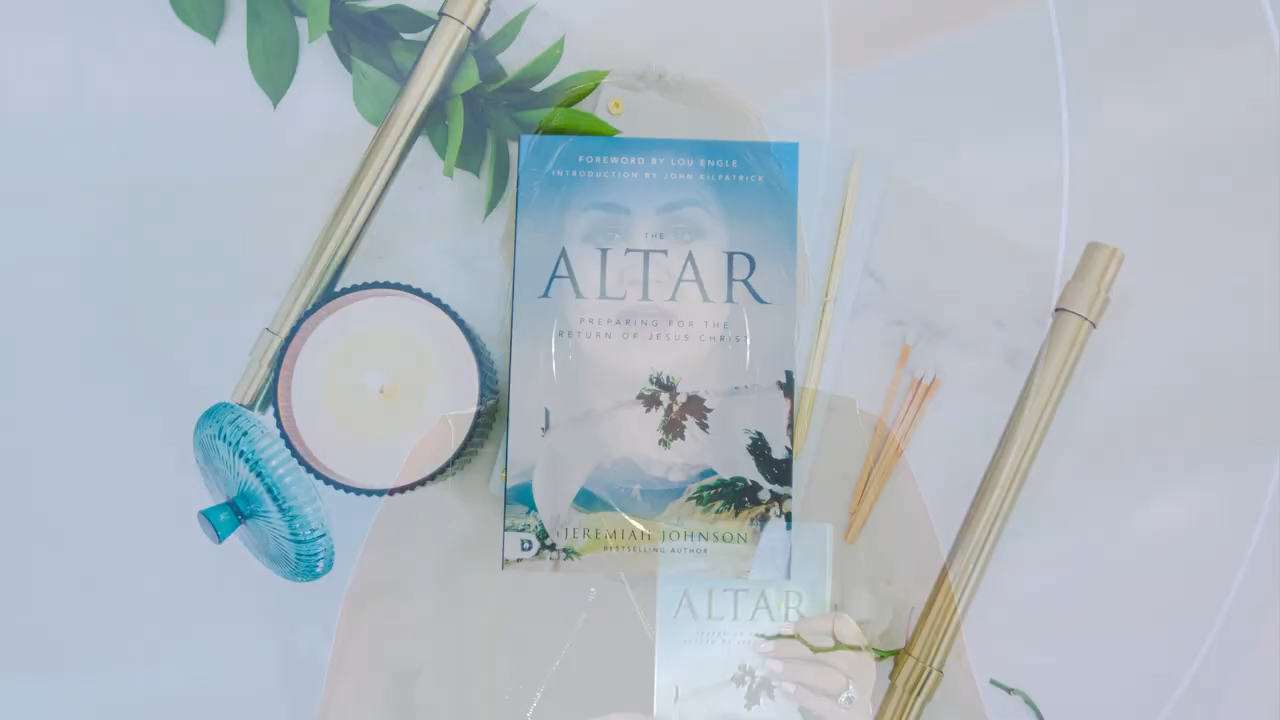 FOREWORD BY LOU ENGLE
INTRODUCTION BY JOHN KILPATRICK
THE
ALTAR
PREPARING FOR THE
RETURN OF JESUS CHRIST
JEREMIAH JOHNSON
BESTSELLING AUTHOR
D
ALTAR